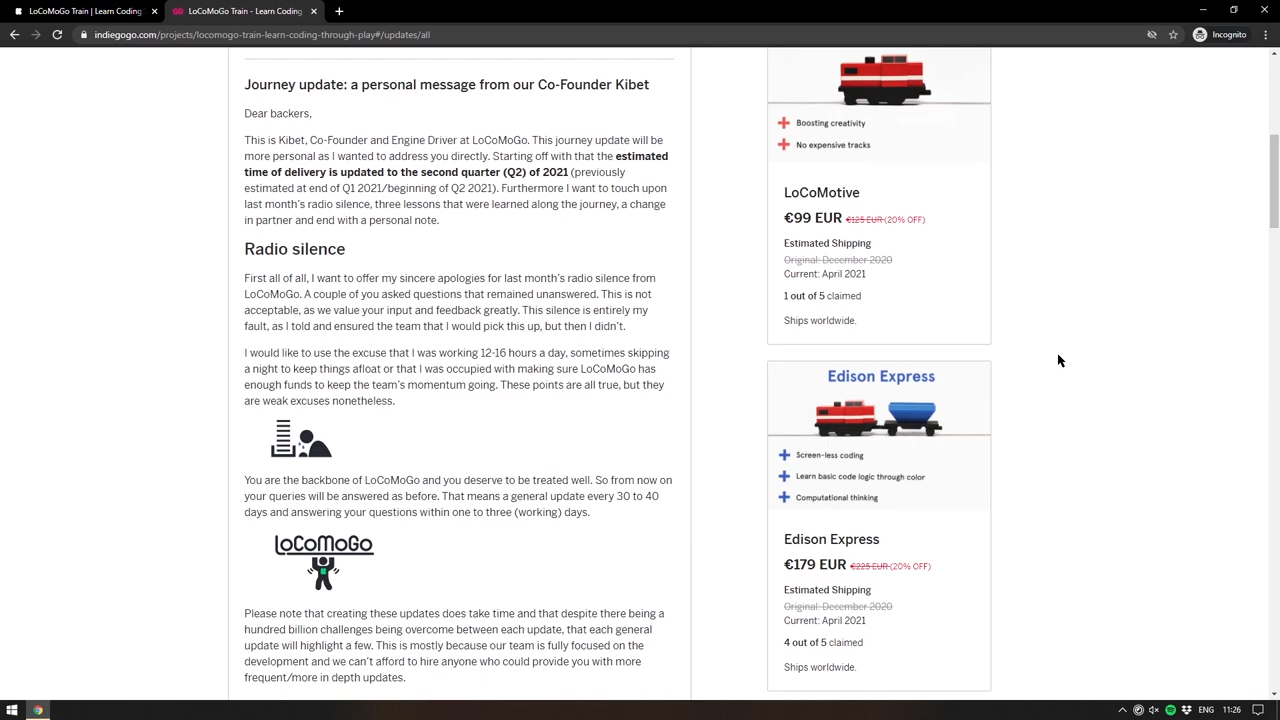 LoCoMoGo Train | Learn Coding
LoGoMoGo Train - Learn Coding
indiegogo.com/projects/locomogo-train-learn-coding-through-play#/updates/all
Incognito
Journey update: a personal message from our Co-Founder Kibet
Dear backers,
This is Kibet, Co-Founder and Engine Driver at LoCoMoGo. This journey update will be
more personal as I wanted to address you directly. Starting off with that the estimated
time of delivery is updated to the second quarter (Q2) of 2021 (previously
estimated at end of Q1 2021/beginning of Q2 2021). Furthermore I want to touch upon
last month's radio silence, three lessons that were learned along the journey, a change
in partner and end with a personal note.
Radio silence
First all of all, I want to offer my sincere apologies for last month's radio silence from
LoCoMoGo. A couple of you asked questions that remained unanswered. This is not
acceptable, as we value your input and feedback greatly. This silence is entirely my
fault, as I told and ensured the team that I would pick this up, but then I didn't.
I would like to use the excuse that I was working 12-16 hours a day, sometimes skipping
a night to keep things afloat or that I was occupied with making sure LoCoMoGo has
enough funds to keep the team's momentum going. These points are all true, but they
are weak excuses nonetheless.
You are the backbone of LoCoMoGo and you deserve to be treated well. So from now on
your queries will be answered as before. That means a general update every 30 to 40
days and answering your questions within one to three (working) days.
LoCoMoGo
Please note that creating these updates does take time and that despite there being a
hundred billion challenges being overcome between each update, that each general
update will highlight a few. This is mostly because our team is fully focused on the
development and we can't afford to hire anyone who could provide you with more
frequent/more in depth updates.
Boosting creativity
No expensive tracks
LoCoMotive
€99 EUR €125 EUR (20% OFF)
Estimated Shipping
Original: December 2020
Current: April 2021
1 out of 5 claimed
Ships worldwide.
Edison Express
Screen-less coding
Learn basic code logic through color
Computational thinking
Edison Express
€179 EUR €225 EUR (20% OFF)
Estimated Shipping
Original: December 2020
Current: April 2021
4 out of 5 claimed
Ships worldwide.
ENG 11:26